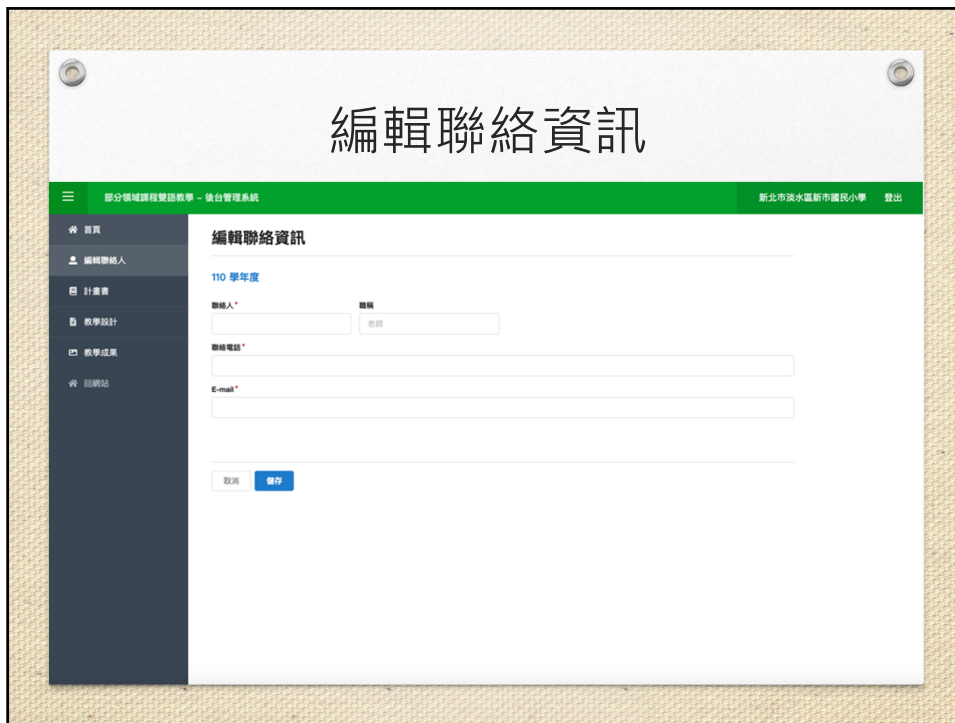 編輯聯絡資訊
部分領域課程雙語教學 – 後台管理系統 新北市淡水區新市國民小學 登出
首頁
編輯聯絡人
計畫書
教學設計
教學成果
回網站
編輯聯絡資訊
110 學年度
聯絡人* 職稱
老師
聯絡電話*
E-mail*
取消 儲存